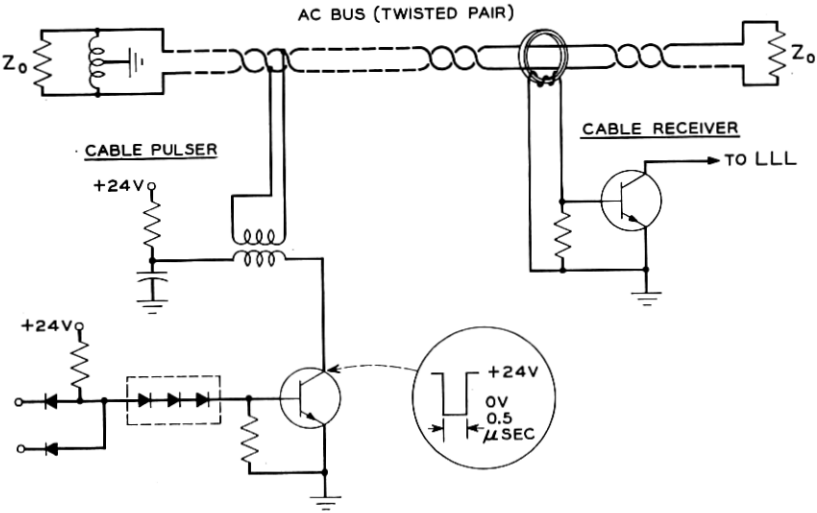 AC BUS (TWISTED PAIR)
Z₀
Z₀
CABLE PULSER
CABLE RECEIVER
+24V
TO LLL
+24V
+24V
0V
0.5
μSEC